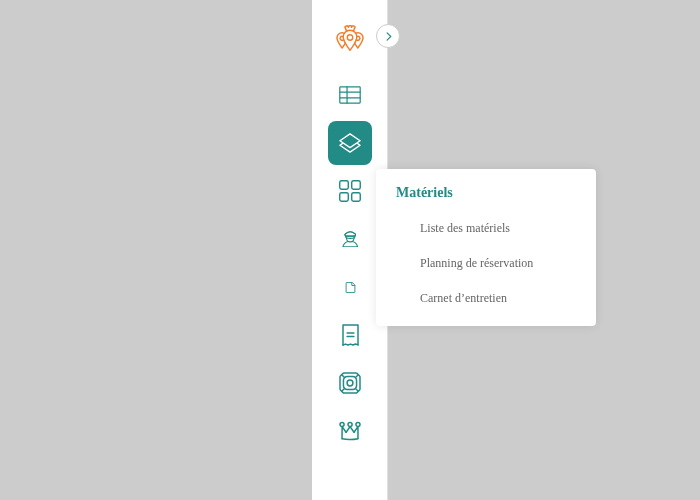 Matériels
Liste des matériels
Planning de réservation
Carnet d’entretien